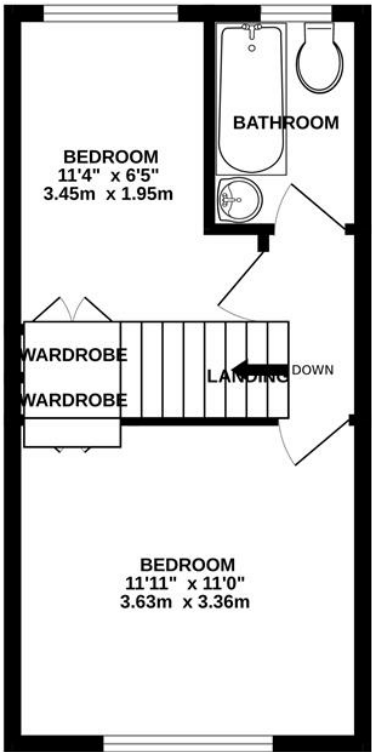 BATHROOM
BEDROOM
11'4" x 6'5"
3.45m x 1.95m
WARDROBE
LANDING
DOWN
WARDROBE
BEDROOM
11'11" x 11'0"
3.63m x 3.36m